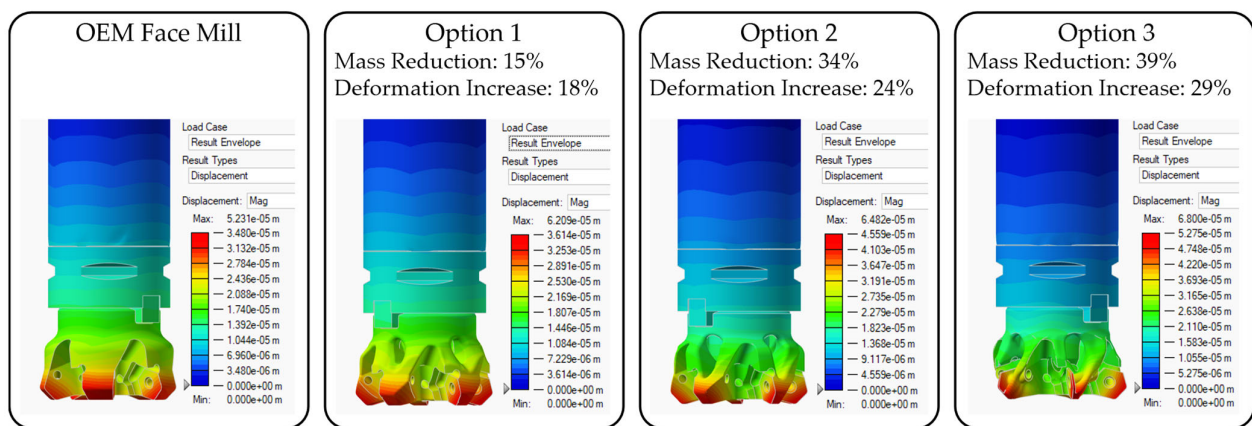 OEM Face Mill
Load Case
Result Envelope
Result Types
Displacement
Displacement: Mag
Max: 5.231e-05 m
3.480e-05 m
3.132e-05 m
2.784e-05 m
2.436e-05 m
2.088e-05 m
1.740e-05 m
1.392e-05 m
1.044e-05 m
6.960e-06 m
3.480e-06 m
0.000e+00 m
Min: 0.000e+00 m
Option 1
Mass Reduction: 15%
Deformation Increase: 18%
Load Case
Result Envelope
Result Types
Displacement
Displacement: Mag
Max: 6.209e-05 m
3.614e-05 m
3.253e-05 m
2.891e-05 m
2.530e-05 m
2.169e-05 m
1.807e-05 m
1.446e-05 m
1.084e-05 m
7.229e-06 m
3.614e-06 m
0.000e+00 m
Min: 0.000e+00 m
Option 2
Mass Reduction: 34%
Deformation Increase: 24%
Load Case
Result Envelope
Result Types
Displacement
Displacement: Mag
Max: 6.482e-05 m
4.559e-05 m
4.103e-05 m
3.647e-05 m
3.191e-05 m
2.735e-05 m
2.279e-05 m
1.823e-05 m
1.368e-05 m
9.117e-06 m
4.559e-06 m
0.000e+00 m
Min: 0.000e+00 m
Option 3
Mass Reduction: 39%
Deformation Increase: 29%
Load Case
Result Envelope
Result Types
Displacement
Displacement: Mag
Max: 6.800e-05 m
5.275e-05 m
4.748e-05 m
4.220e-05 m
3.693e-05 m
3.165e-05 m
2.638e-05 m
2.110e-05 m
1.583e-05 m
1.055e-05 m
5.275e-06 m
0.000e+00 m
Min: 0.000e+00 m